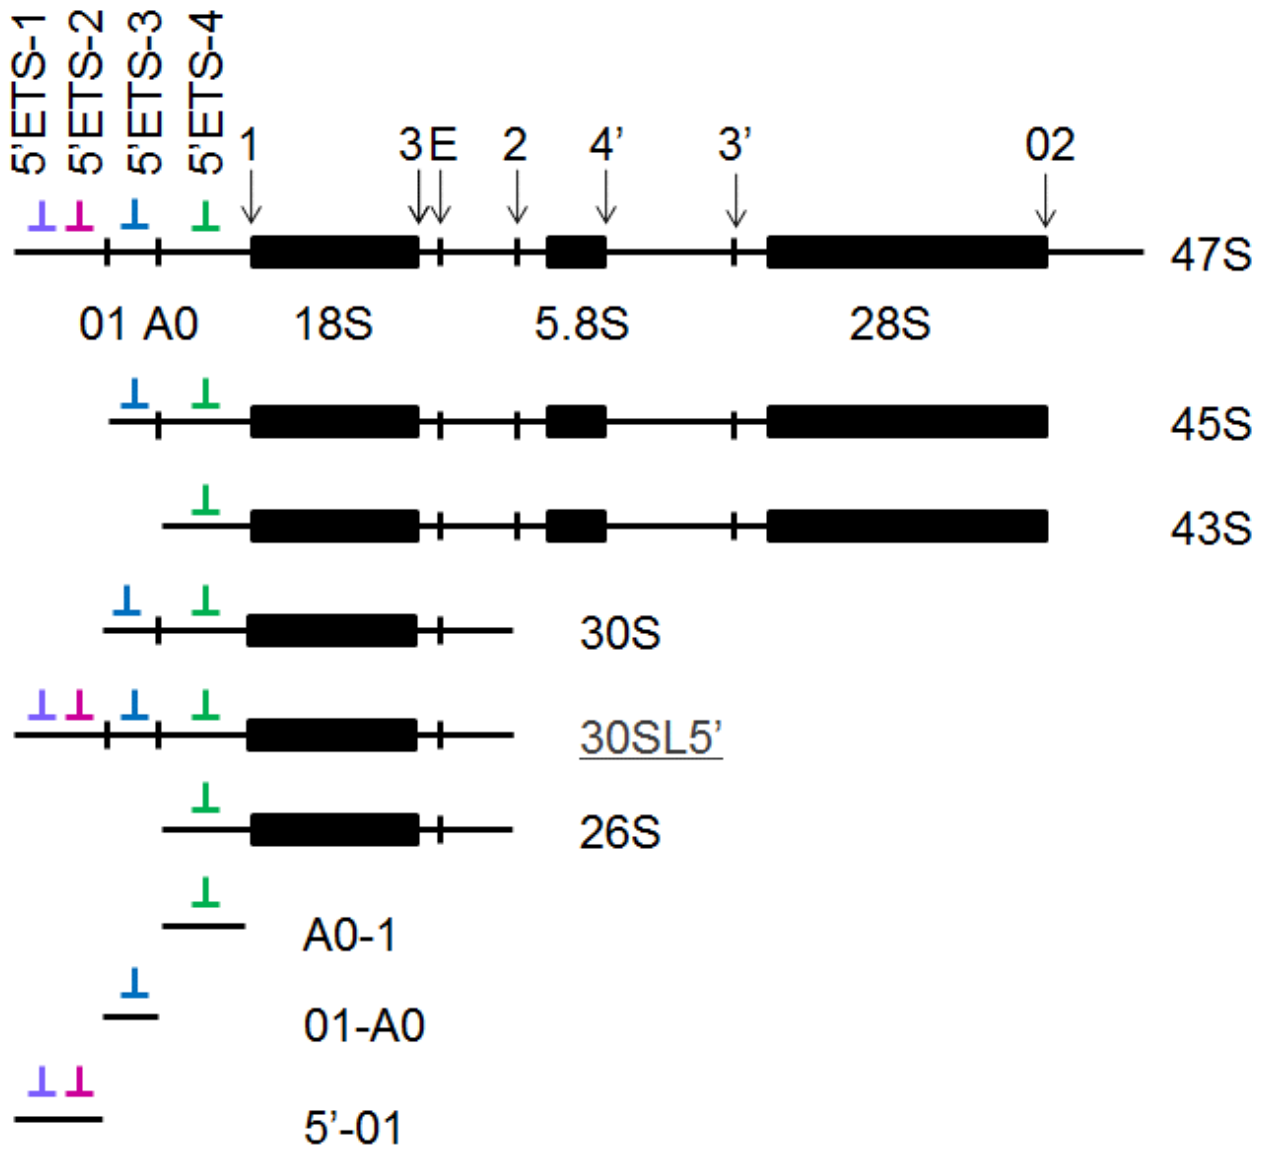 5’ETS-1
5’ETS-2
5’ETS-3
5’ETS-4
1 3 E 2 4’ 3’ 02
47S
01 A0 18S 5.8S 28S
45S
43S
30S
30SL5’
26S
A0-1
01-A0
5’-01